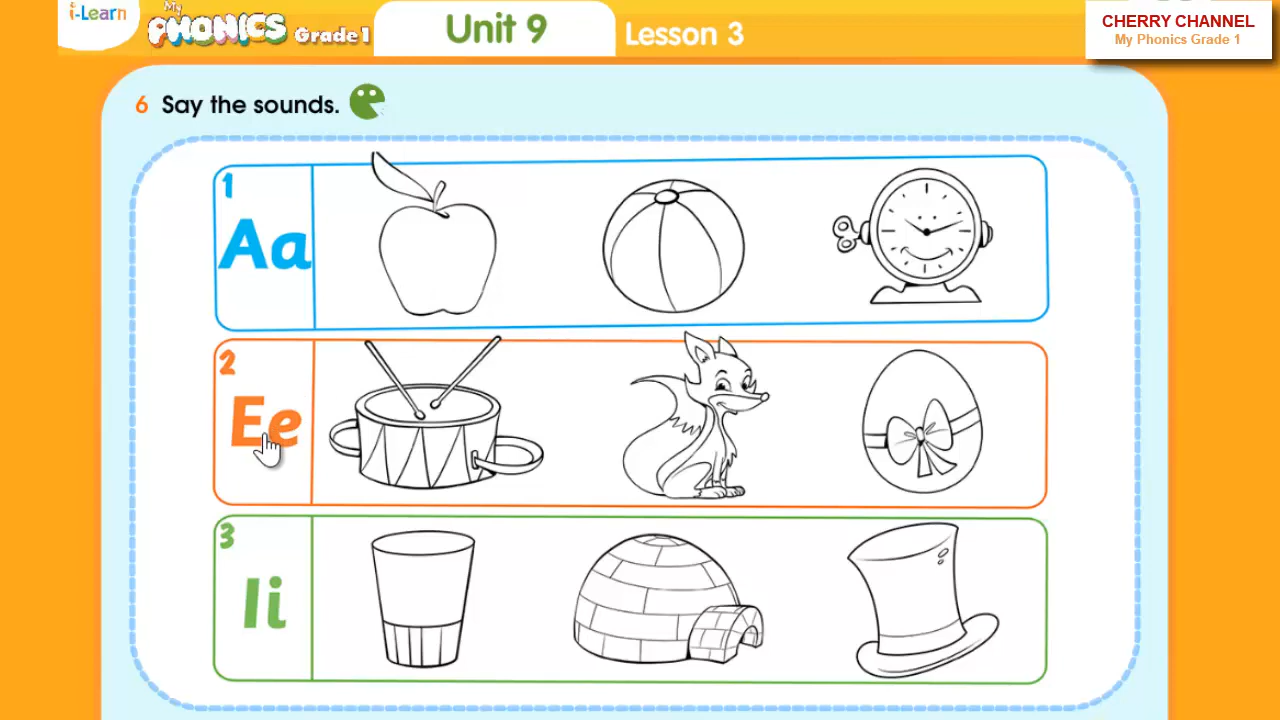 i-Learn
My
PHONICS Grade 1
Unit 9
Lesson 3
CHERRY CHANNEL
My Phonics Grade 1
6 Say the sounds.
1
Aa
2
Ee
3
Ii